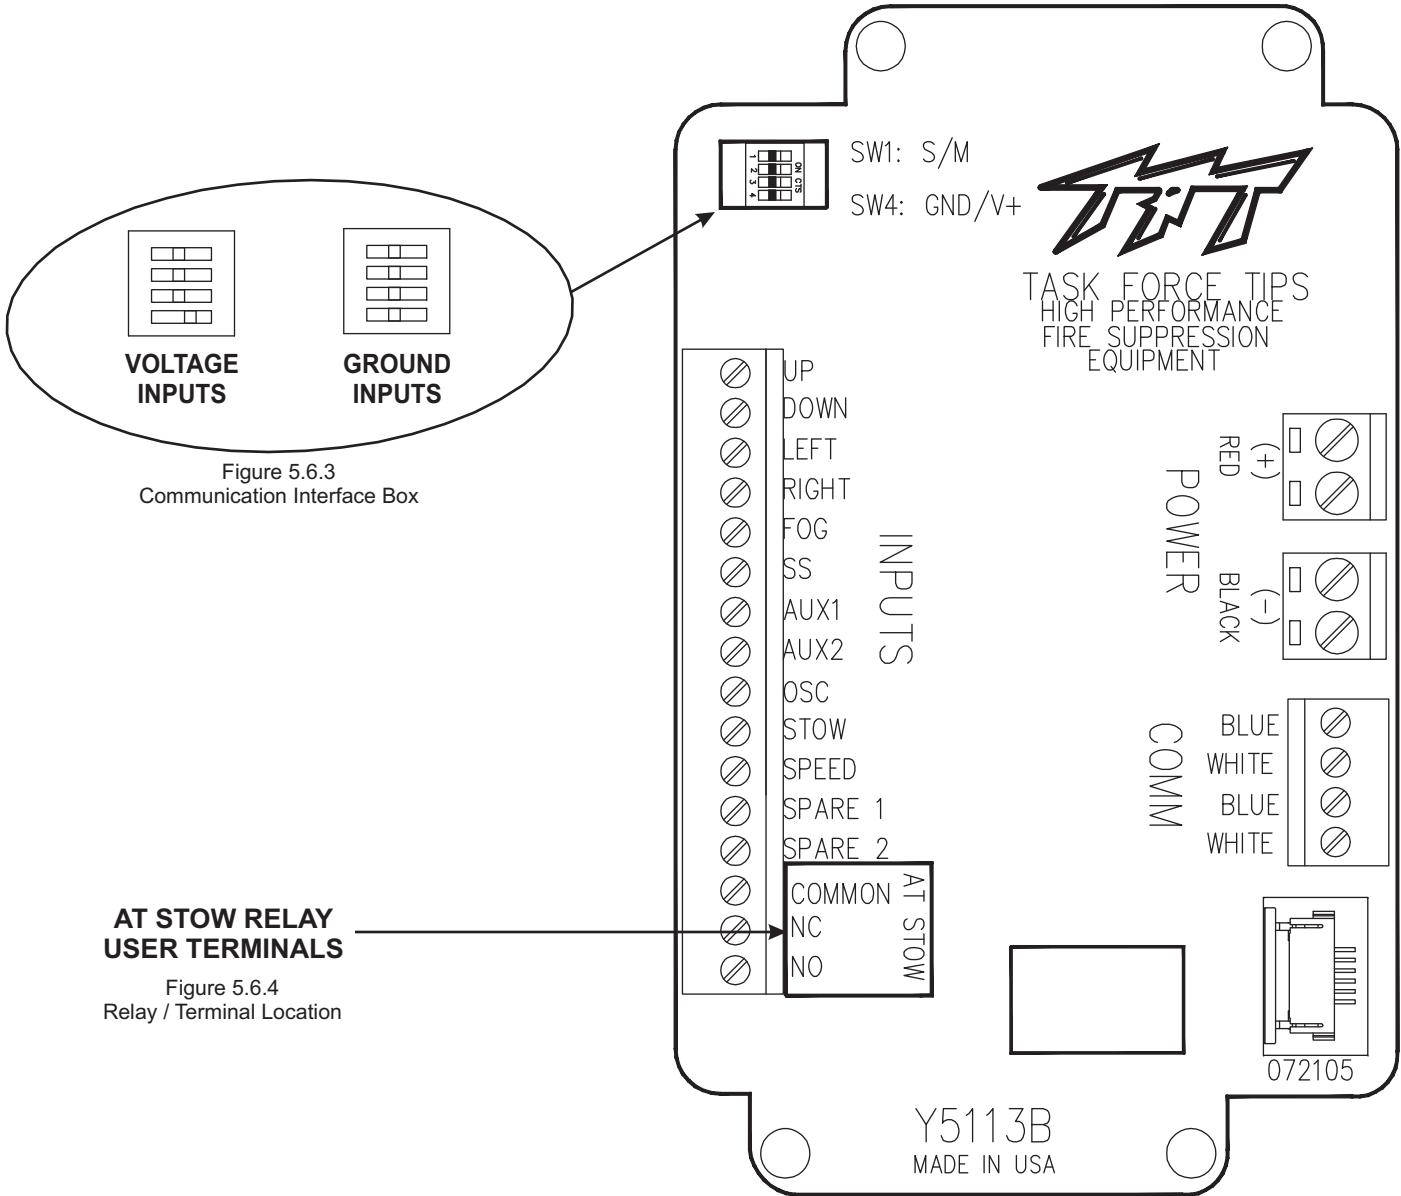 SW1: S/M
SW4: GND/V+
1
2
3
4
ON CTS
TFT
TASK FORCE TIPS
HIGH PERFORMANCE
FIRE SUPPRESSION
EQUIPMENT
VOLTAGE
INPUTS
GROUND
INPUTS
Figure 5.6.3
Communication Interface Box
UP
DOWN
LEFT
RIGHT
FOG
SS
AUX1
AUX2
OSC
STOW
SPEED
SPARE 1
SPARE 2
COMMON
NC
NO
AT STOW
INPUTS
POWER
RED
(+)
BLACK
(-)
COMM
BLUE
WHITE
BLUE
WHITE
AT STOW RELAY
USER TERMINALS
Figure 5.6.4
Relay / Terminal Location
072105
Y5113B
MADE IN USA